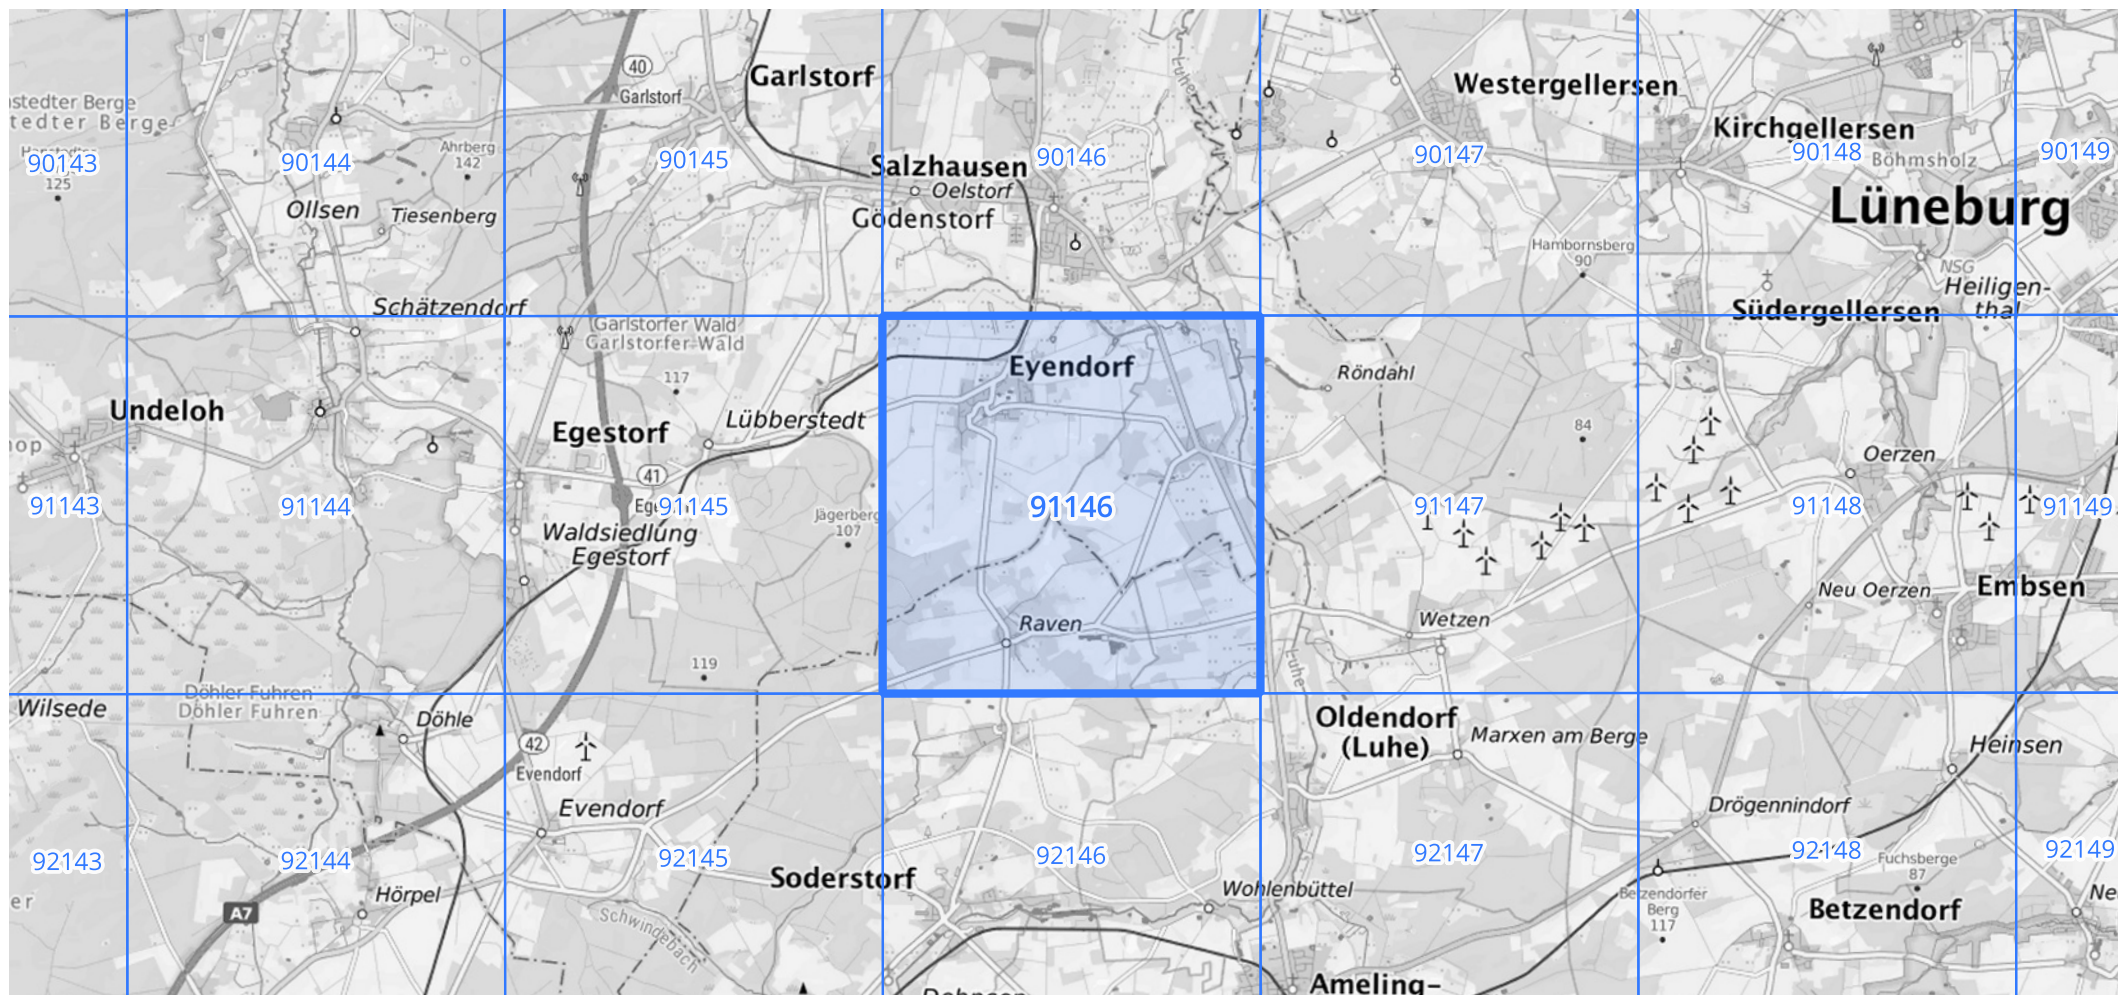 40
Garlstorf
Garlstorf
Westergellersen
Kirchgellersen
stedter Berge
tedter Berge
90143
125
90144
Ahrberg
142
90145
Salzhausen
90146
Oelstorf
Gödenstorf
90147
90148
Böhmsholz
90149
Ollsen
Tiesenberg
Luhe
Lüneburg
Hambornsberg
90
NSG
Heiligen-
thal
Schätzendorf
Südergellersen
Garlstorfer Wald
Garlstorfer Wald
117
Eyendorf
Röndahl
Undeloh
Egestorf
Lübberstedt
84
Oerzen
41
91143
91144
91145
Jägerberg
107
91146
91147
91148
91149
Waldsiedlung
Egestorf
Neu Oerzen
Embsen
Raven
Wetzen
119
Luhe
Döhler Fuhren
Döhler Fuhren
Wilsede
Döhle
42
Evendorf
Oldendorf
(Luhe)
Marxen am Berge
Heinsen
Evendorf
Drögennindorf
92143
92144
92145
92146
92147
92148
92149
Fuchsberge
87
Soderstorf
Wohlenbüttel
Betzendorfer
Berg
117
Betzendorf
Hörpel
A7
Schwindebach
Ameling-